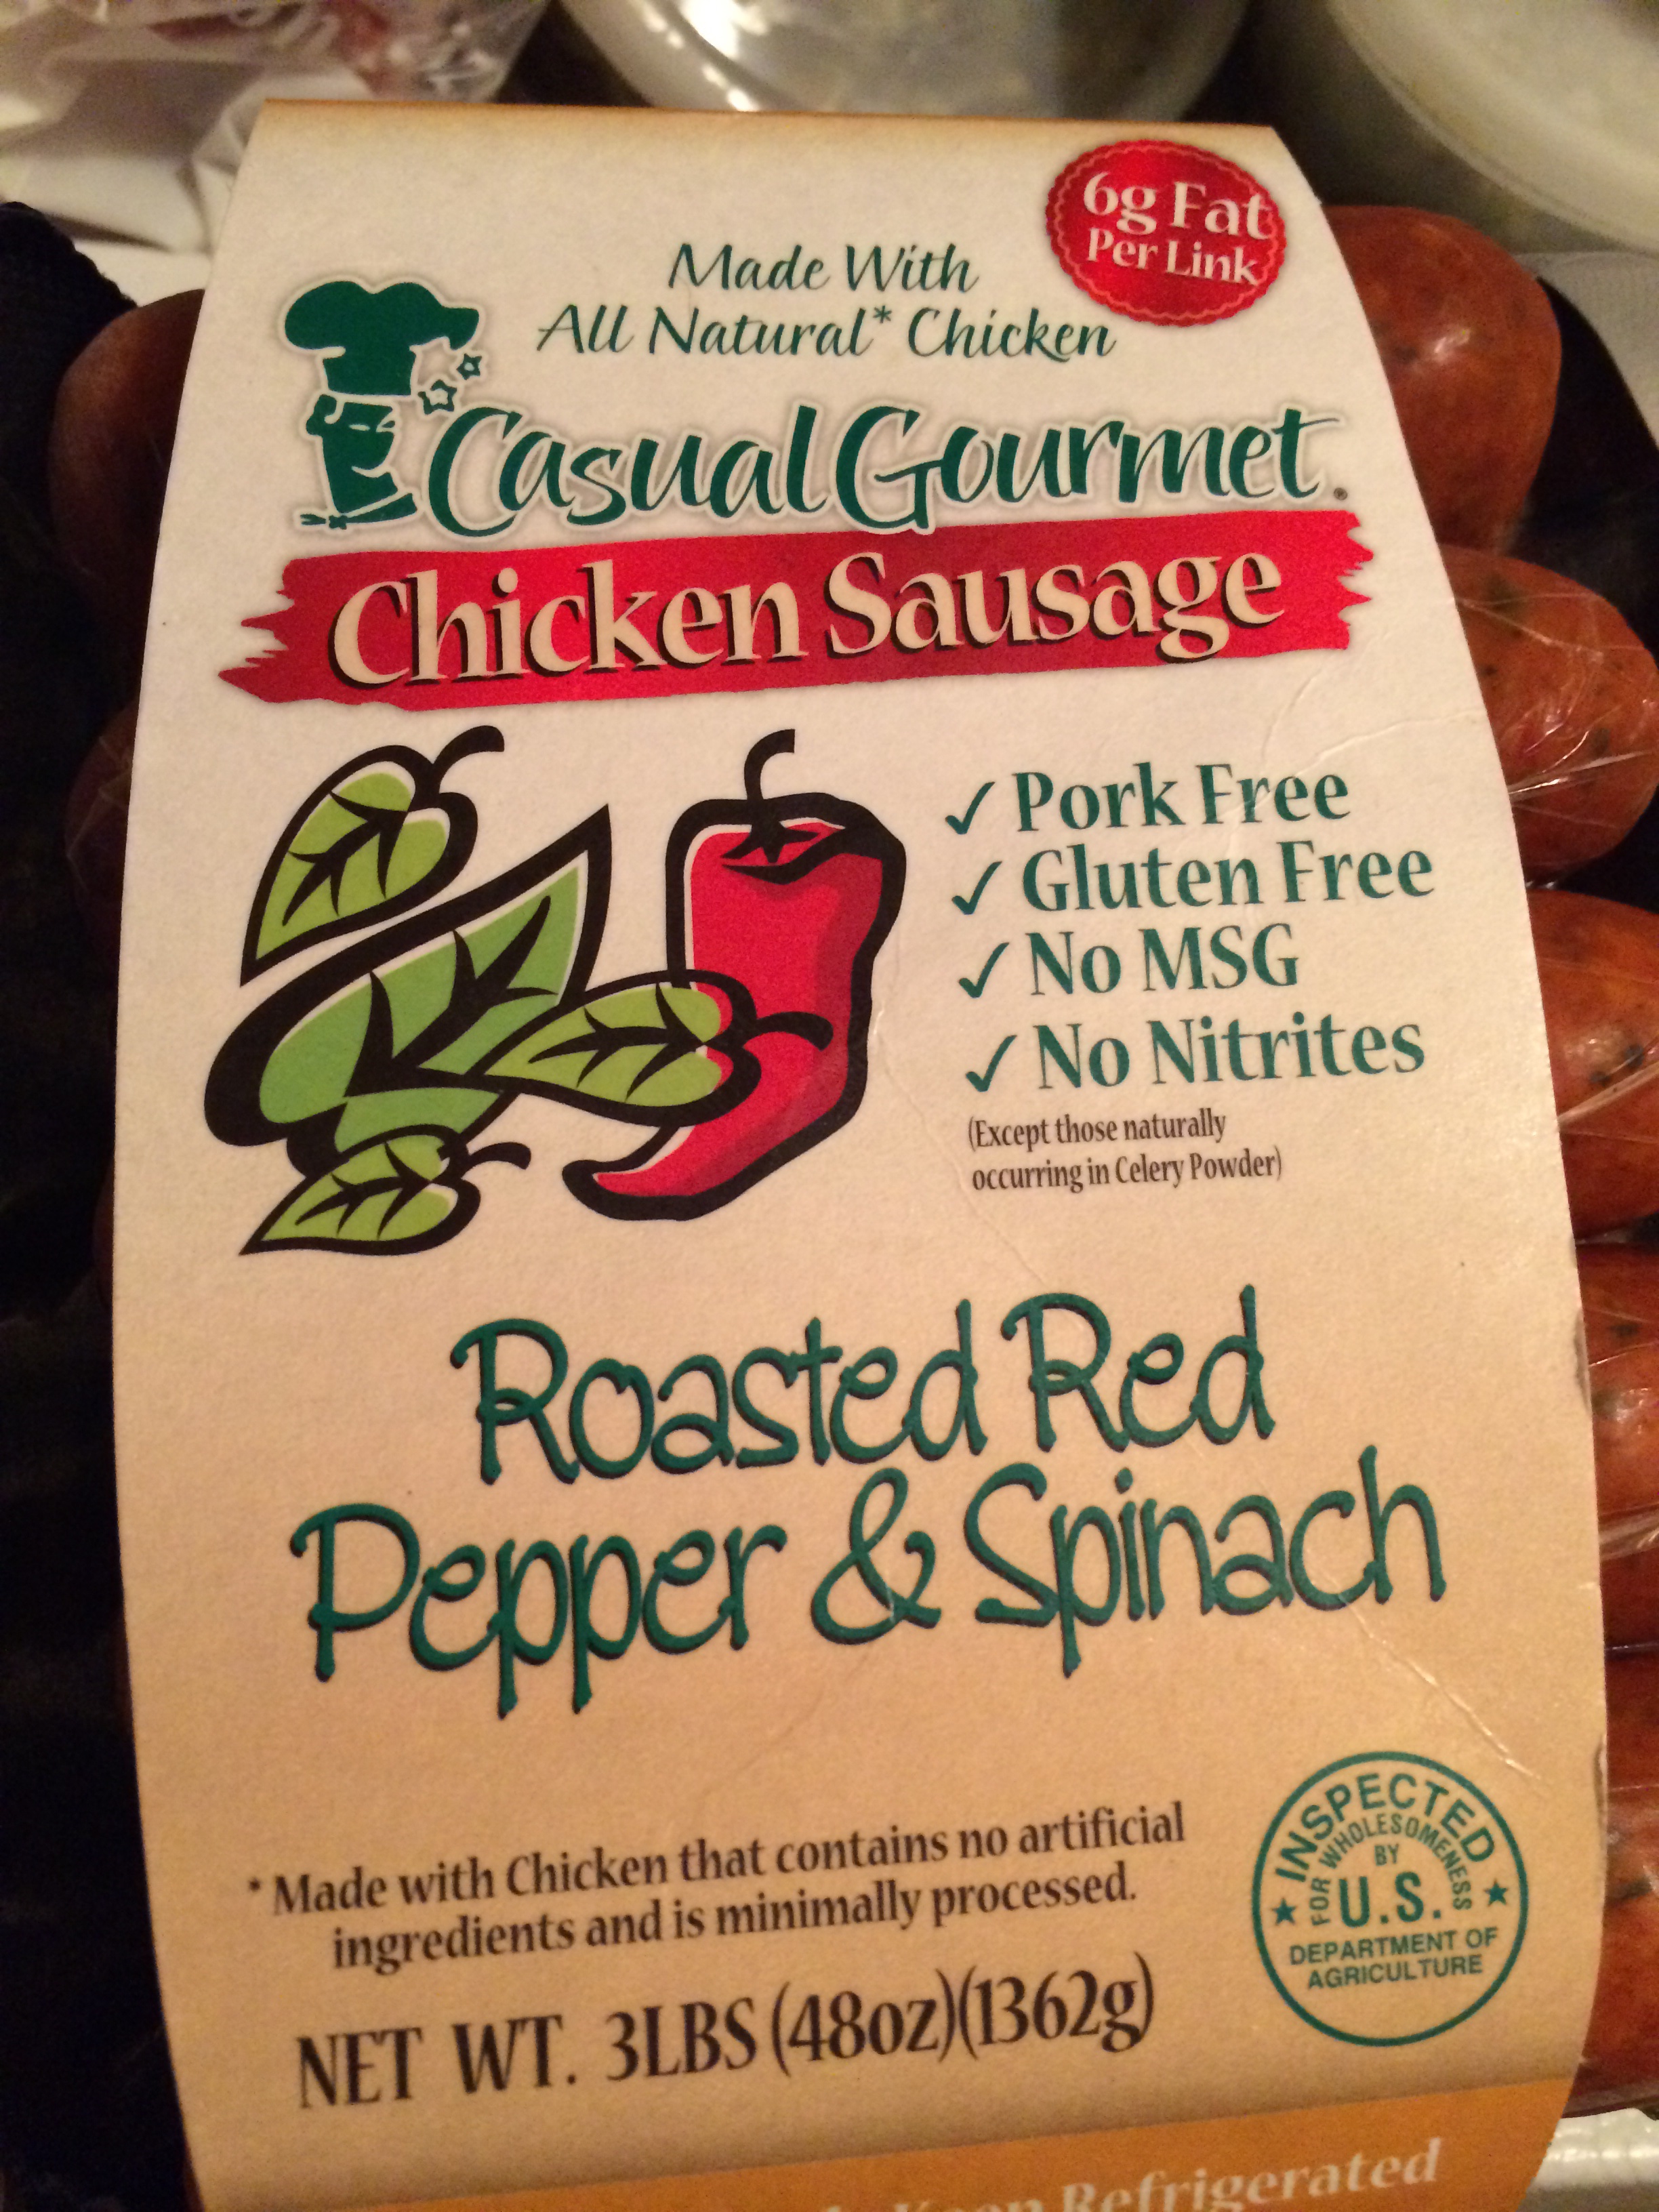 6g Fat
Per Link
Made With
All Natural* Chicken
Casual Gourmet®
Chicken Sausage
✓ Pork Free
✓ Gluten Free
✓ No MSG
✓ No Nitrites
(Except those naturally
occurring in Celery Powder)
Roasted Red
Pepper & Spinach
* Made with Chicken that contains no artificial
ingredients and is minimally processed.
NET WT. 3LBS (48oz)(1362g)
INSPECTED
FOR WHOLESOMENESS
BY
U.S.
DEPARTMENT OF
AGRICULTURE
Keep Refrigerated